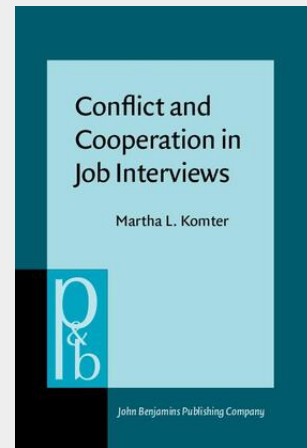 Conflict and
Cooperation in
Job Interviews
Martha L. Komter
p
&
b
John Benjamins Publishing Company